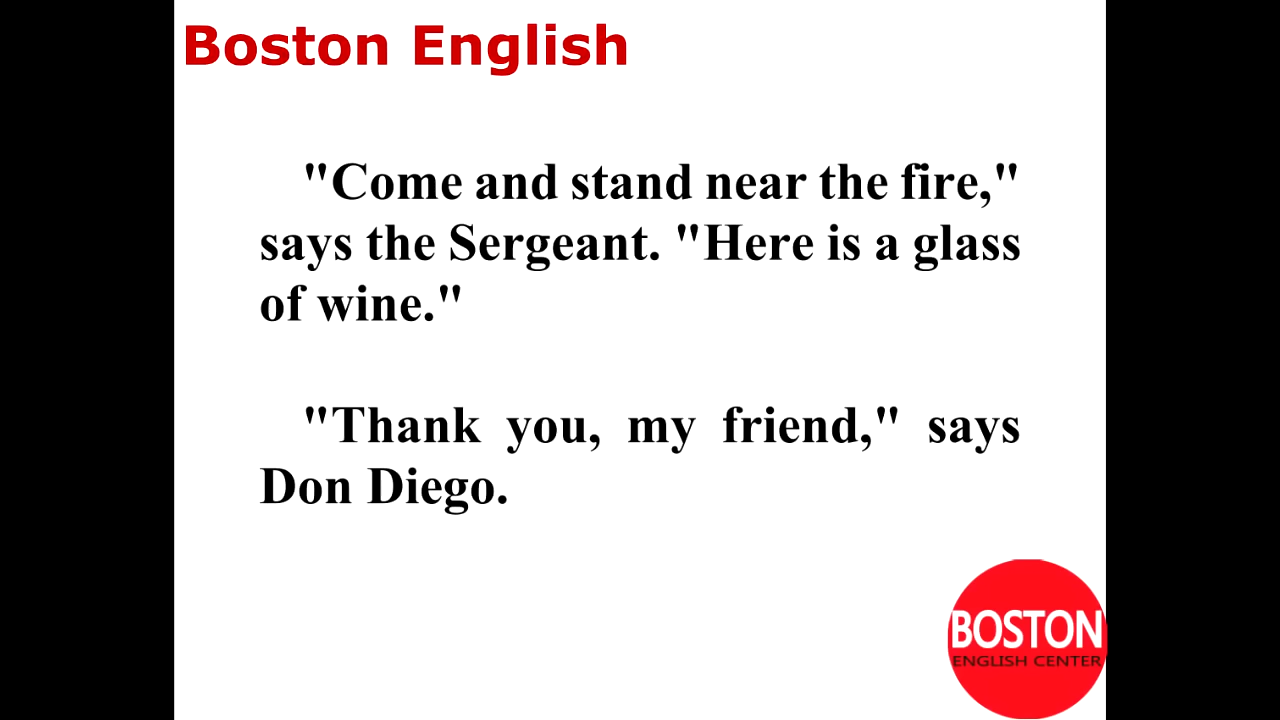 Boston English
"Come and stand near the fire,"
says the Sergeant. "Here is a glass
of wine."
"Thank you, my friend," says
Don Diego.
BOSTON
ENGLISH CENTER